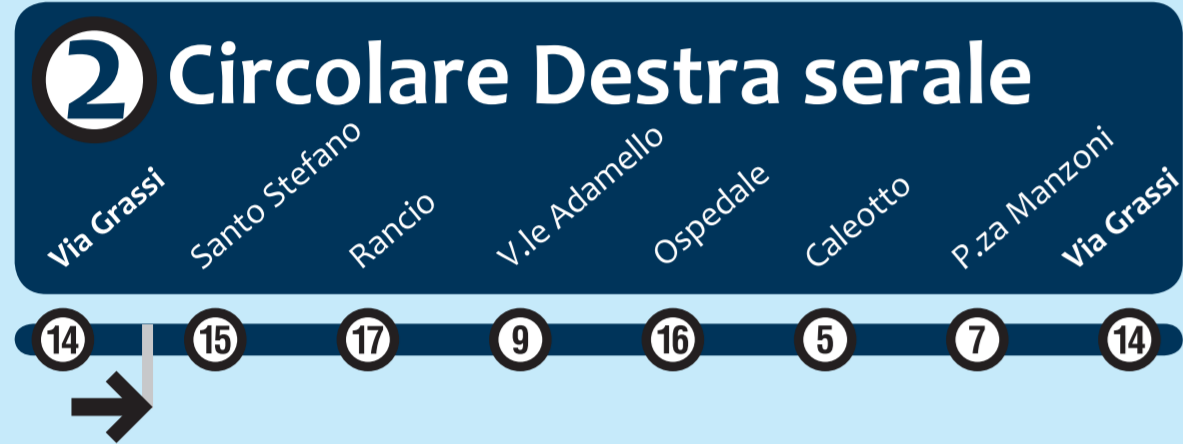 2 Circolare Destra serale
Via Grassi
Santo Stefano
Rancio
V.le Adamello
Ospedale
Caleotto
P.za Manzoni
Via Grassi
14 15 17 9 16 5 7 14